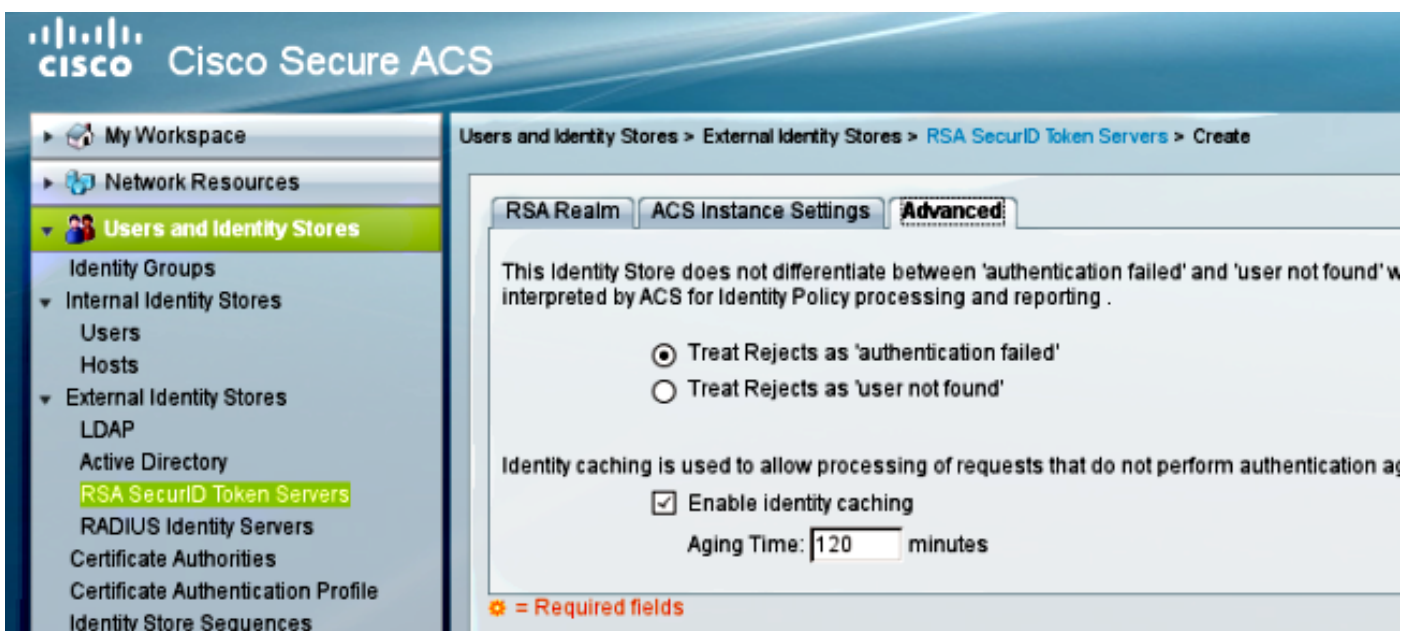 CISCO Cisco Secure ACS
My Workspace
Network Resources
Users and Identity Stores
Identity Groups
Internal Identity Stores
Users
Hosts
External Identity Stores
LDAP
Active Directory
RSA SecurID Token Servers
RADIUS Identity Servers
Certificate Authorities
Certificate Authentication Profile
Identity Store Sequences
Users and Identity Stores > External Identity Stores > RSA SecurID Token Servers > Create
RSA Realm ACS Instance Settings Advanced
This Identity Store does not differentiate between 'authentication failed' and 'user not found' w
interpreted by ACS for Identity Policy processing and reporting .
Treat Rejects as 'authentication failed'
Treat Rejects as 'user not found'
Identity caching is used to allow processing of requests that do not perform authentication ag
Enable identity caching
Aging Time: 120 minutes
= Required fields